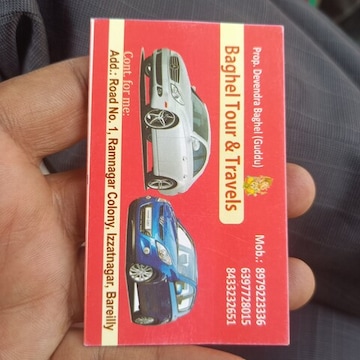 Prop. Devendra Baghel (Guddu)
Mob.: 8979223336
6397728015
8433232651
Baghel Tour & Travels
Cont. for me:
Add.: Road No. 1, Ramnagar Colony, Izzatnagar, Bareilly